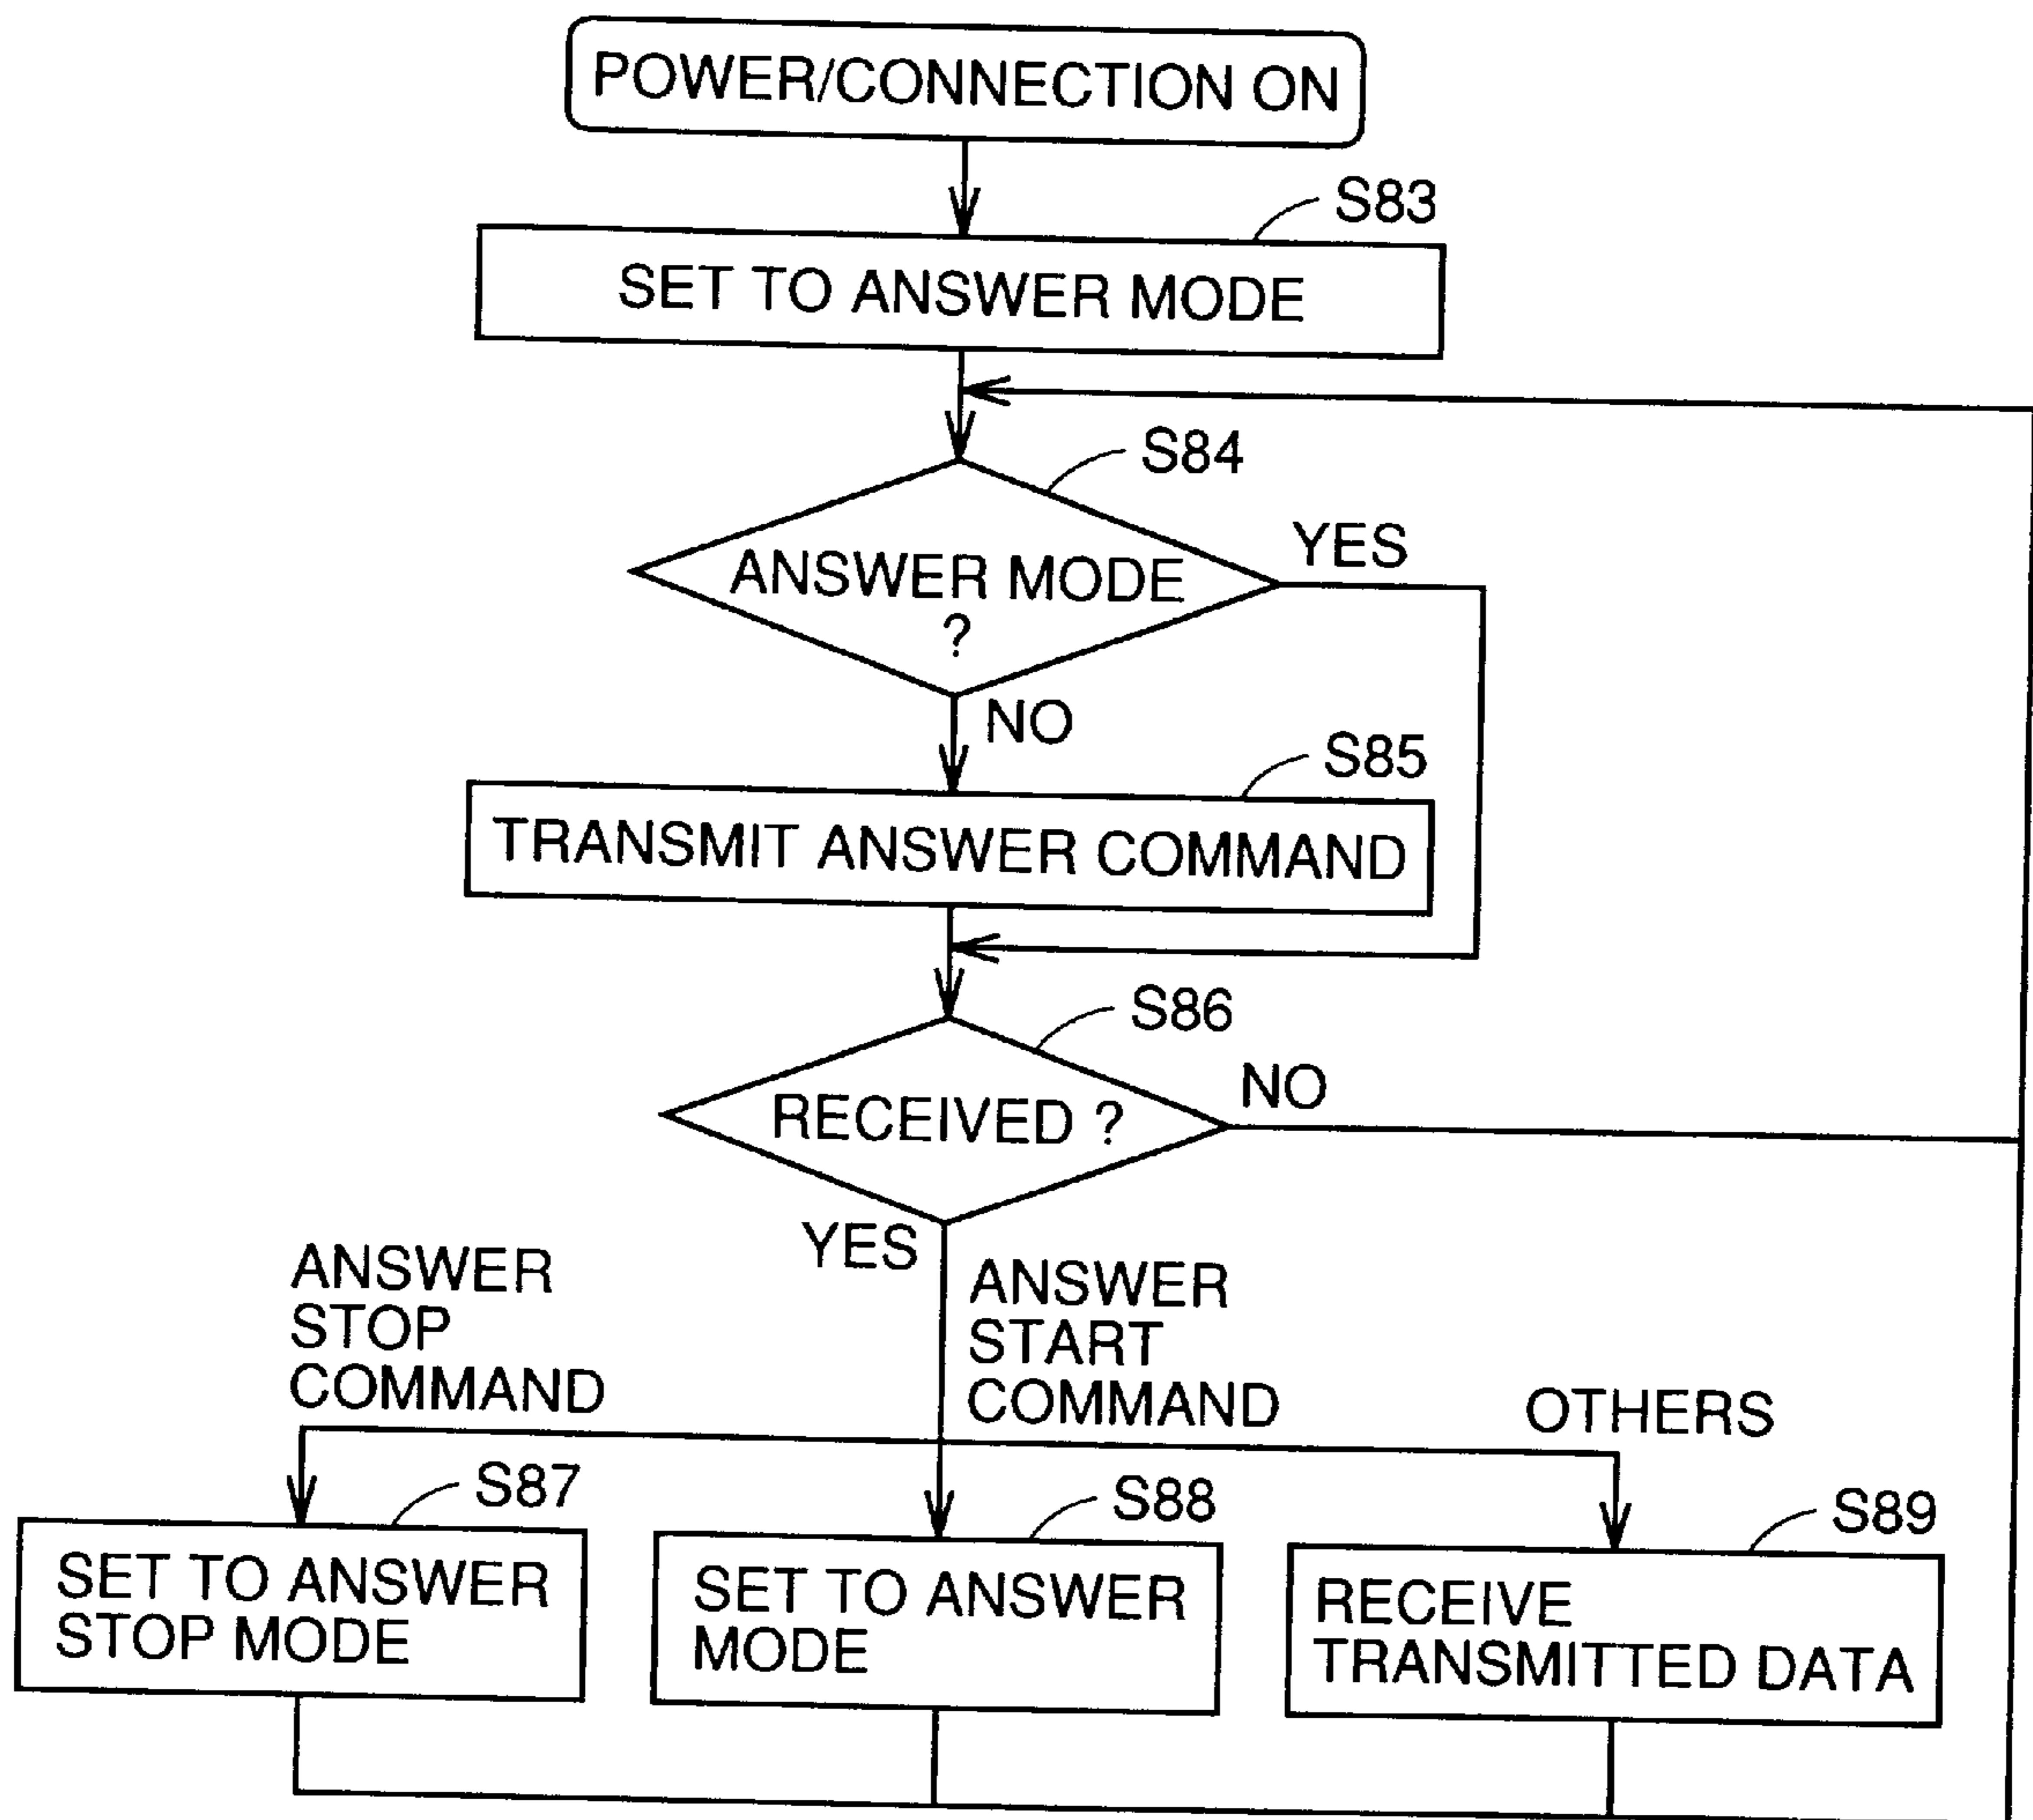 POWER/CONNECTION ON
S83
SET TO ANSWER MODE
S84
YES
ANSWER MODE
?
NO
S85
TRANSMIT ANSWER COMMAND
S86
NO
RECEIVED ?
YES
ANSWER
STOP
COMMAND
ANSWER
START
COMMAND
OTHERS
S87
S88
S89
SET TO ANSWER
STOP MODE
SET TO ANSWER
MODE
RECEIVE
TRANSMITTED DATA